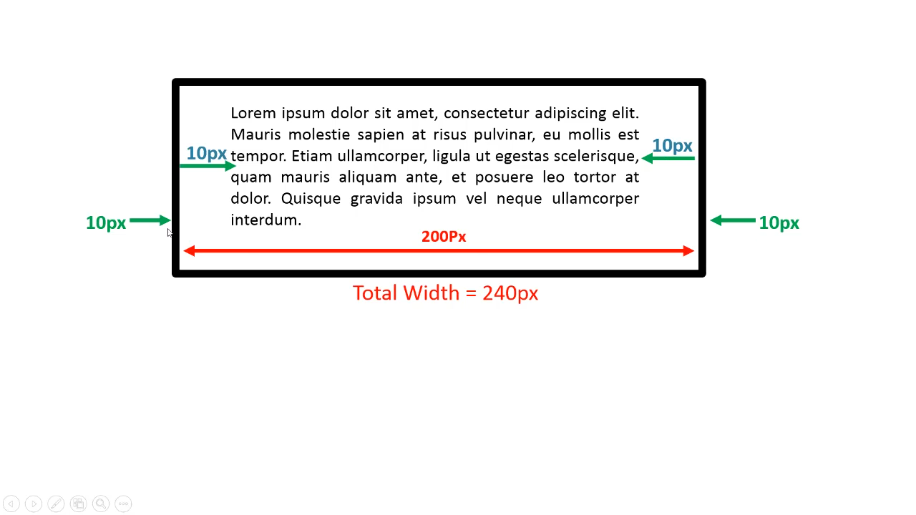 Lorem ipsum dolor sit amet, consectetur adipiscing elit.
Mauris molestie sapien at risus pulvinar, eu mollis est
10px tempor. Etiam ullamcorper, ligula ut egestas scelerisque, 10px
quam mauris aliquam ante, et posuere leo tortor at
dolor. Quisque gravida ipsum vel neque ullamcorper
10px interdum. 10px
200Px
Total Width = 240px